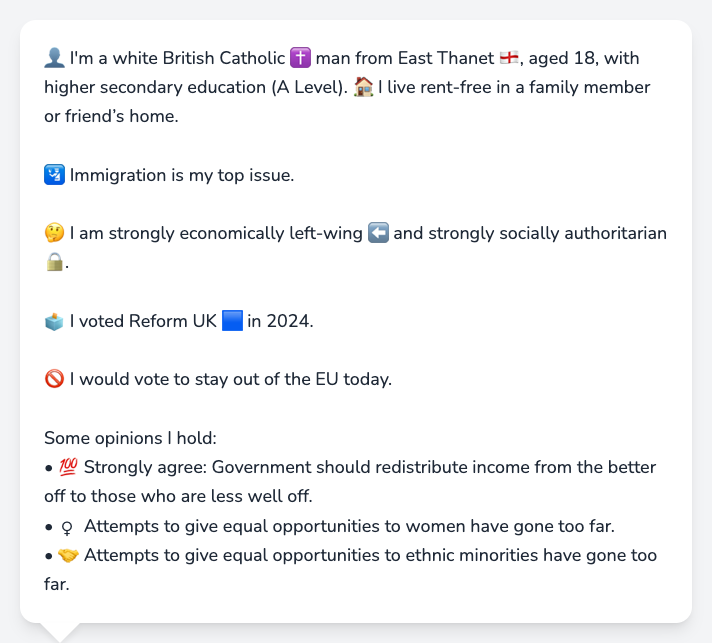 👤 I'm a white British Catholic ✝️ man from East Thanet 🏴󠁧󠁢󠁥󠁮󠁧󠁿, aged 18, with
higher secondary education (A Level). 🏠 I live rent-free in a family member
or friend’s home.
🛂 Immigration is my top issue.
🤔 I am strongly economically left-wing ⬅️ and strongly socially authoritarian
🔒.
🗳️ I voted Reform UK 🟦 in 2024.
🚫 I would vote to stay out of the EU today.
Some opinions I hold:
• 💯 Strongly agree: Government should redistribute income from the better
off to those who are less well off.
• ♀ Attempts to give equal opportunities to women have gone too far.
• 🤝 Attempts to give equal opportunities to ethnic minorities have gone too
far.